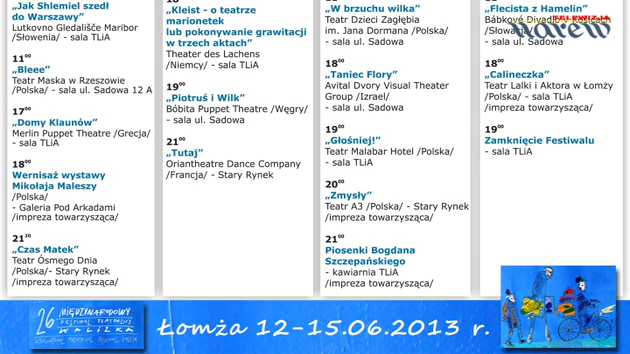 „Jak Shlemiel szedł
do Warszawy”
Lutkovno Gledališče Maribor
/Słowenia/ - sala TLiA
11⁰⁰
„Bleee”
Teatr Maska w Rzeszowie
/Polska/ - sala ul. Sadowa 12 A
17⁰⁰
„Domy Klaunów”
Merlin Puppet Theatre /Grecja/
- sala TLiA
18⁰⁰
Wernisaż wystawy
Mikołaja Maleszy
/Polska/
- Galeria Pod Arkadami
/impreza towarzysząca/
21³⁰
„Czas Matek”
Teatr Ósmego Dnia
/Polska/- Stary Rynek
/impreza towarzysząca/
„Kleist - o teatrze
marionetek
lub pokonywanie grawitacji
w trzech aktach”
Theater des Lachens
/Niemcy/ - sala TLiA
19⁰⁰
„Piotruś i Wilk”
Bóbita Puppet Theatre /Węgry/
- sala ul. Sadowa
21⁰⁰
„Tutaj”
Oriantheatre Dance Company
/Francja/ - Stary Rynek
„W brzuchu wilka”
Teatr Dzieci Zagłębia
im. Jana Dormana /Polska/
- sala ul. Sadowa
18⁰⁰
„Taniec Flory”
Avital Dvory Visual Theater
Group /Izrael/
- sala ul. Sadowa
19⁰⁰
„Głośniej!”
Teatr Malabar Hotel /Polska/
- sala TLiA
20⁰⁰
„Zmysły”
Teatr A3 /Polska/ - Stary Rynek
/impreza towarzysząca/
21⁰⁰
Piosenki Bogdana
Szczepańskiego
- kawiarnia TLiA
/impreza towarzysząca/
„Flecista z Hamelin”
Bábkové Divadlo v Košiciach
/Słowacja/
- sala ul. Sadowa
TELEWIZJA
Narew
18⁰⁰
„Calineczka”
Teatr Lalki i Aktora w Łomży
/Polska/ - sala TLiA
/impreza towarzysząca/
19⁰⁰
Zamknięcie Festiwalu
- sala TLiA
26 MIĘDZYNARODOWY
FESTIWAL TEATRALNY
WALIZKA
Łomża 12-15.06.2013 r.